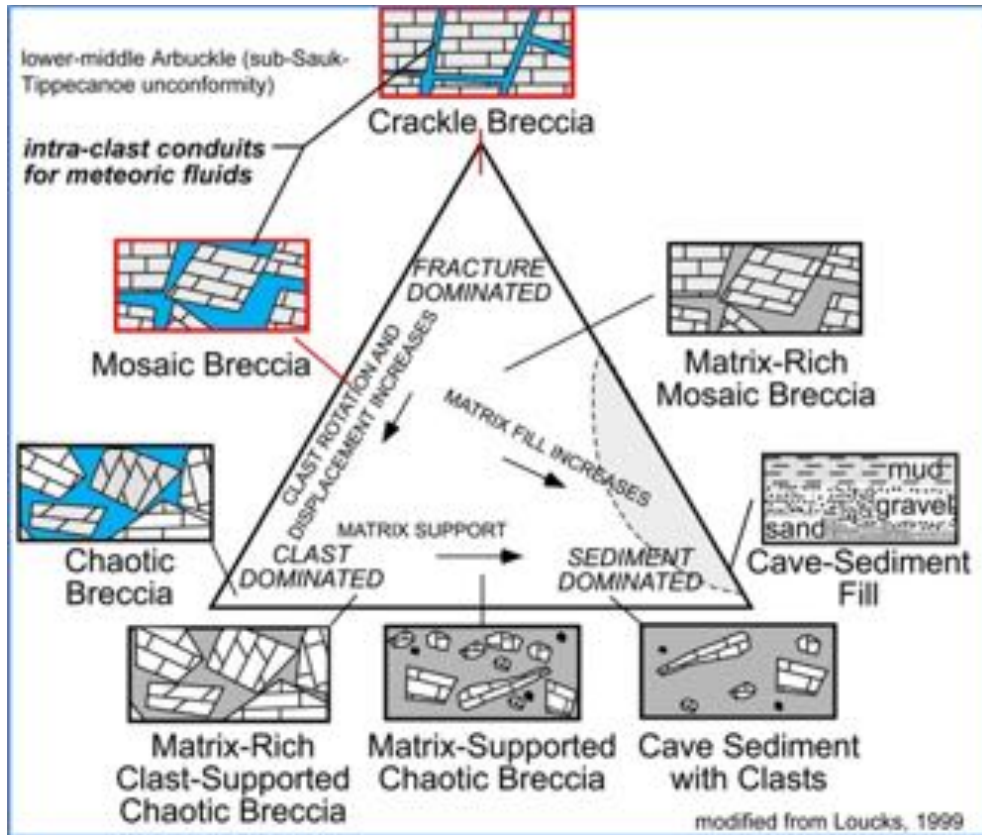 lower-middle Arbuckle (sub-Sauk-
Tippecanoe unconformity)
intra-clast conduits
for meteoric fluids
Crackle Breccia
FRACTURE
DOMINATED
Mosaic Breccia
Matrix-Rich
Mosaic Breccia
CLAST ROTATION AND
DISPLACEMENT INCREASES
MATRIX FILL INCREASES
mud
gravel
sand
Chaotic
Breccia
MATRIX SUPPORT
CLAST
DOMINATED
SEDIMENT
DOMINATED
Cave-Sediment
Fill
Matrix-Rich
Clast-Supported
Chaotic Breccia
Matrix-Supported
Chaotic Breccia
Cave Sediment
with Clasts
modified from Loucks, 1999